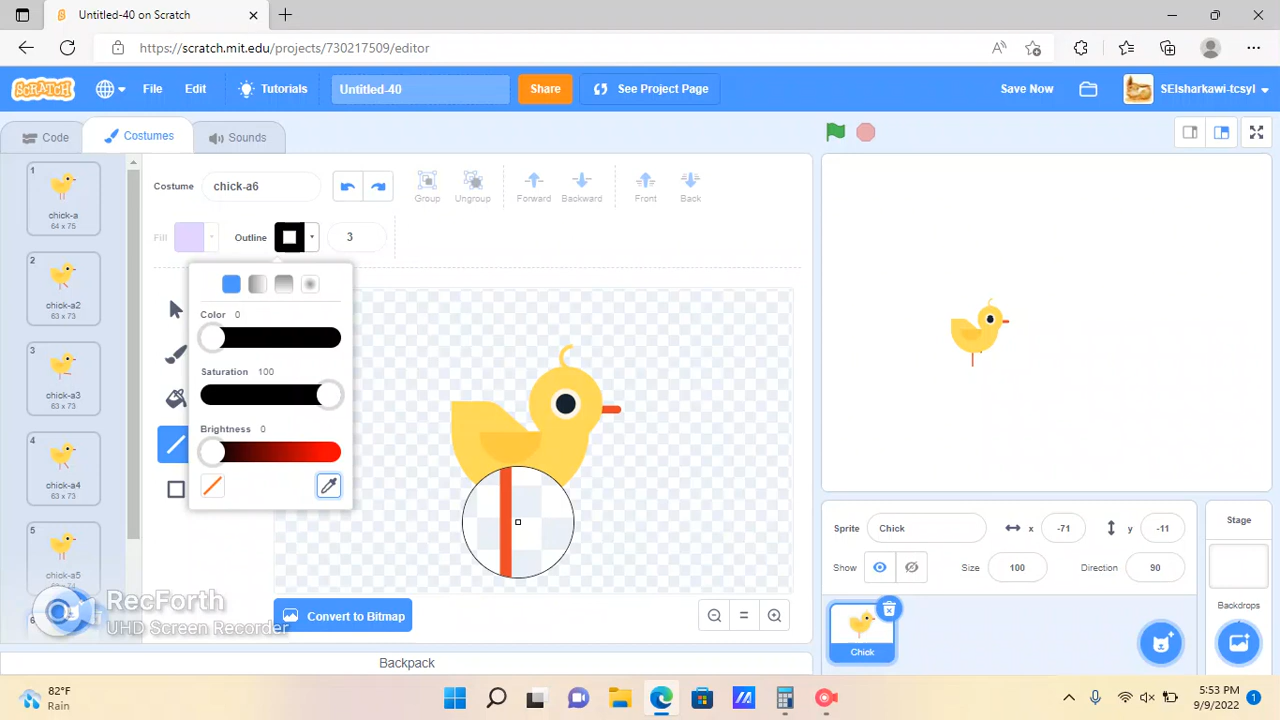 Untitled-40 on Scratch
https://scratch.mit.edu/projects/730217509/editor
SCRATCH File Edit Tutorials Untitled-40 Share See Project Page Save Now SElsharkawi-tcsyl
Code Costumes Sounds
Costume chick-a6 Group Ungroup Forward Backward Front Back
Fill Outline 3
1
chick-a
64 x 75
2
chick-a2
63 x 73
3
chick-a3
63 x 73
4
chick-a4
63 x 73
5
chick-a5
Color 0
Saturation 100
Brightness 0
Convert to Bitmap
RecForth
UHD Screen Recorder
Backpack
Sprite Chick x -71 y -11
Show Size 100 Direction 90
Chick
Stage
Backdrops
82°F
Rain
5:53 PM
9/9/2022
1